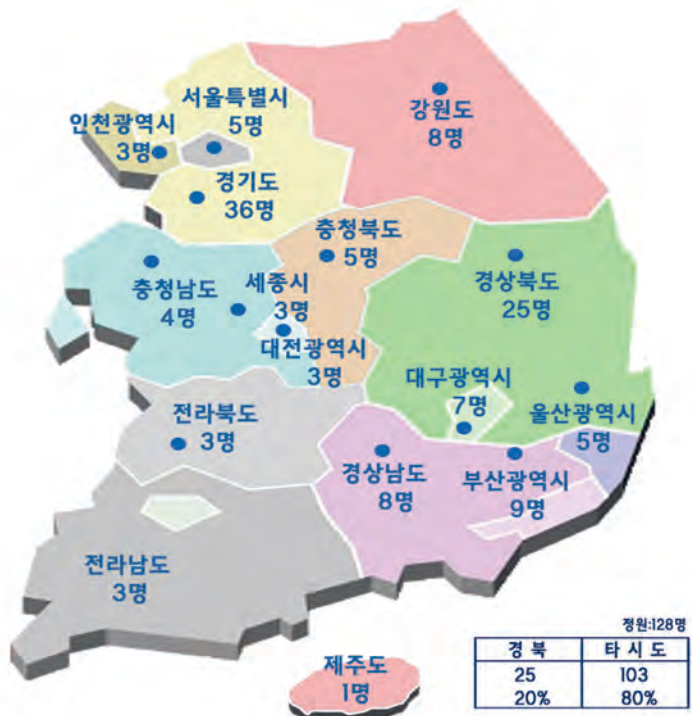 서울특별시
5명
인천광역시
3명
강원도
8명
경기도
36명
충청북도
5명
경상북도
25명
충청남도
4명
세종시
3명
대전광역시
3명
대구광역시
7명
울산광역시
5명
전라북도
3명
경상남도
8명
부산광역시
9명
전라남도
3명
제주도
1명
정원:128명
경 북 타 시 도
25 103
20% 80%